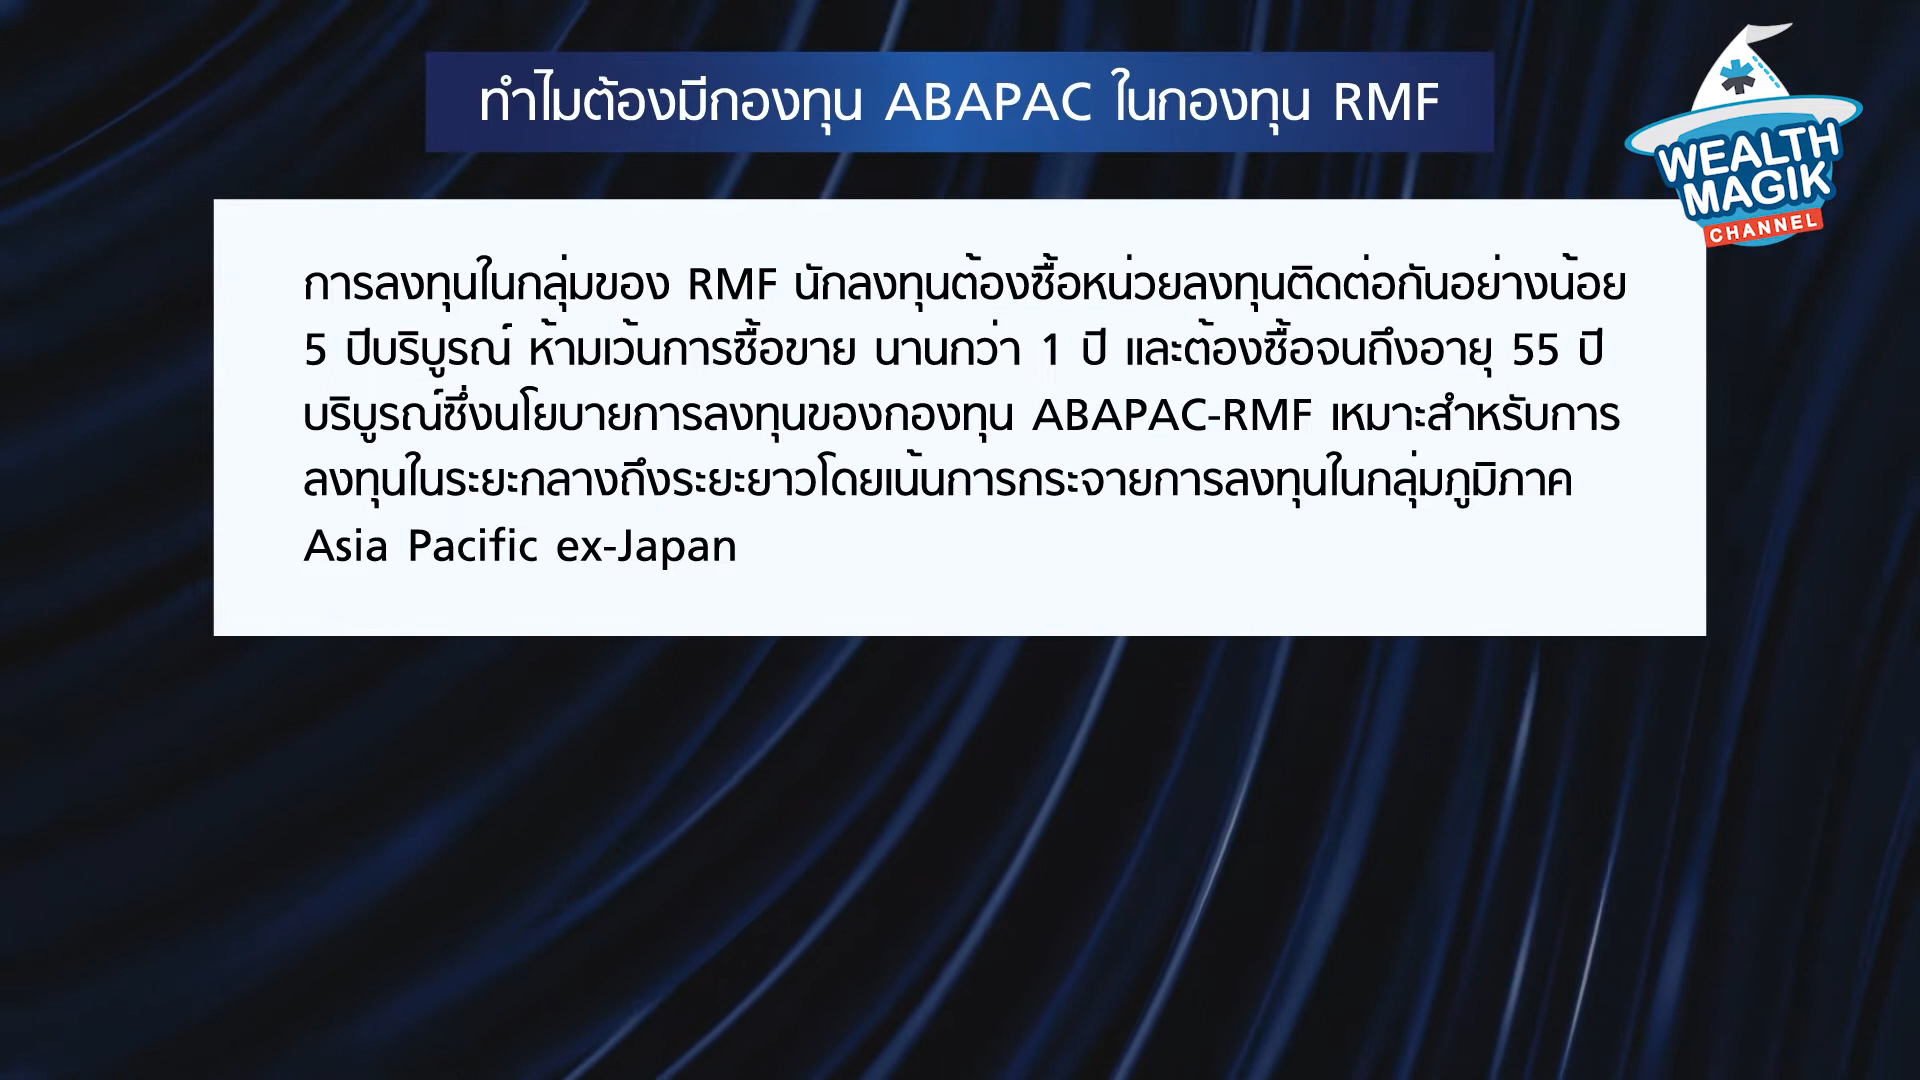 ทำไมต้องมีกองทุน ABAPAC ในกองทุน RMF
WEALTH
MAGIK
CHANNEL
การลงทุนในกลุ่มของ RMF นักลงทุนต้องซื้อหน่วยลงทุนติดต่อกันอย่างน้อย
5 ปีบริบูรณ์ ห้ามเว้นการซื้อขาย นานกว่า 1 ปี และต้องซื้อจนถึงอายุ 55 ปี
บริบูรณ์ซึ่งนโยบายการลงทุนของกองทุน ABAPAC-RMF เหมาะสำหรับการ
ลงทุนในระยะกลางถึงระยะยาวโดยเน้นการกระจายการลงทุนในกลุ่มภูมิภาค
Asia Pacific ex-Japan